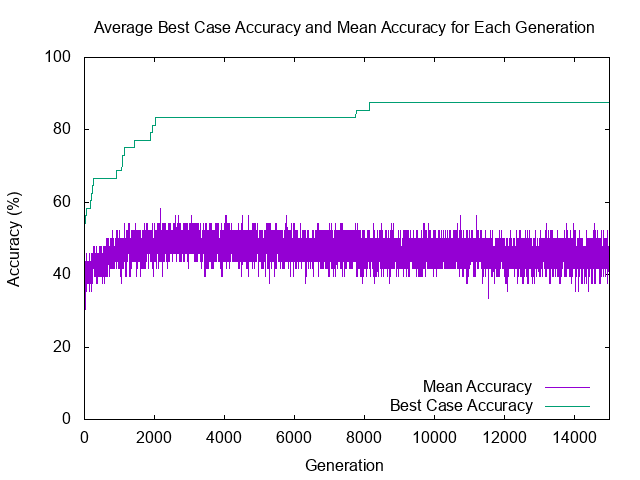 Average Best Case Accuracy and Mean Accuracy for Each Generation
100
80
60
40
20
0
Accuracy (%)
Mean Accuracy
Best Case Accuracy
0 2000 4000 6000 8000 10000 12000 14000
Generation